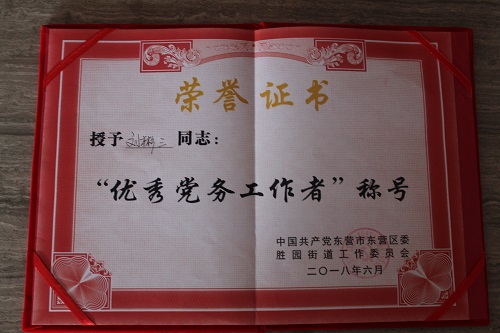 荣誉证书
授予 刘 三 同志：
“优秀党务工作者”称号
中国共产党东营市东营区委
胜园街道工作委员会
二〇一八年六月